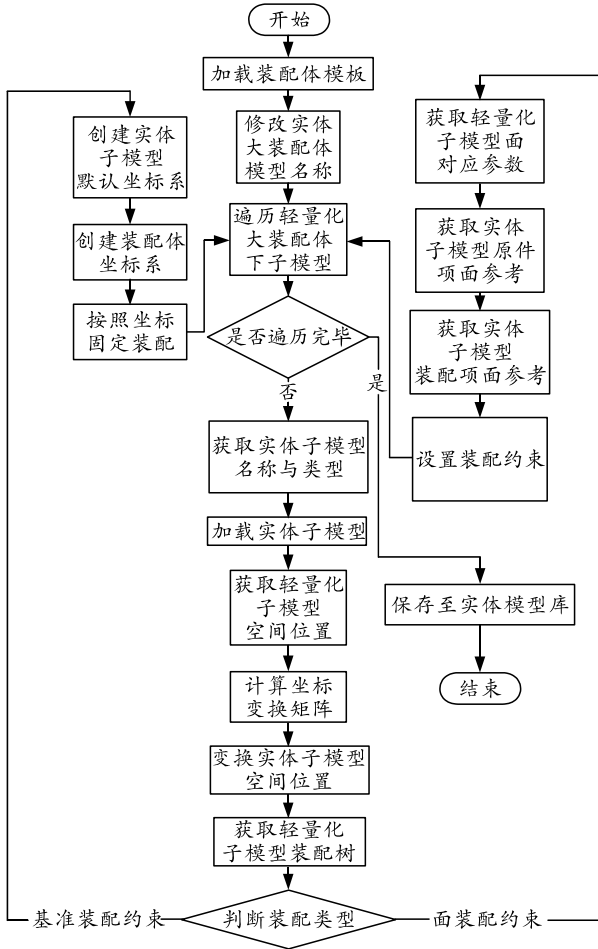 开始
加载装配体模板
修改实体
大装配体
模型名称
遍历轻量化
大装配体
下子模型
是否遍历完毕
否
是
获取实体子模型
名称与类型
加载实体子模型
获取轻量化
子模型
空间位置
计算坐标
变换矩阵
变换实体子模型
空间位置
获取轻量化
子模型装配树
判断装配类型
基准装配约束
面装配约束
创建实体
子模型
默认坐标系
创建装配体
坐标系
按照坐标
固定装配
获取轻量化
子模型面
对应参数
获取实体
子模型原件
项面参考
获取实体
子模型
装配项面参考
设置装配约束
保存至实体模型库
结束